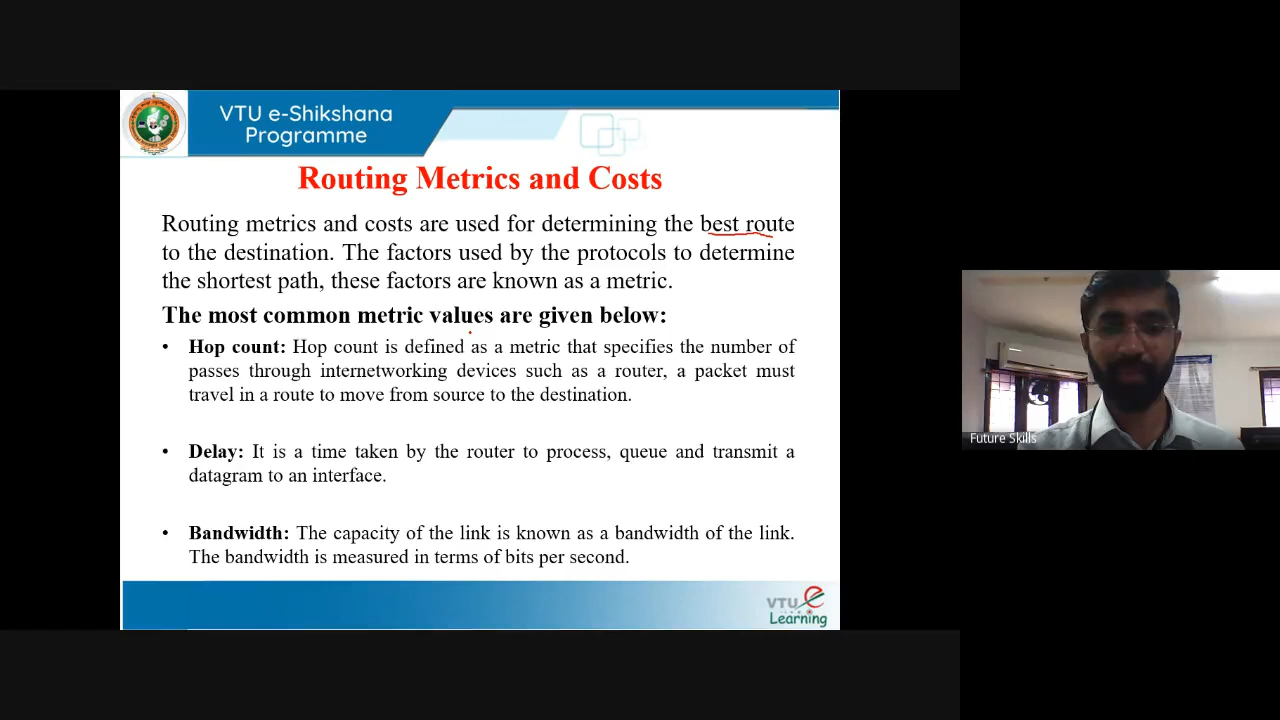 VTU e-Shikshana
Programme
Routing Metrics and Costs
Routing metrics and costs are used for determining the best route
to the destination. The factors used by the protocols to determine
the shortest path, these factors are known as a metric.
The most common metric values are given below:
• Hop count: Hop count is defined as a metric that specifies the number of
passes through internetworking devices such as a router, a packet must
travel in a route to move from source to the destination.
• Delay: It is a time taken by the router to process, queue and transmit a
datagram to an interface.
• Bandwidth: The capacity of the link is known as a bandwidth of the link.
The bandwidth is measured in terms of bits per second.
VTU e
Learning
Future Skills